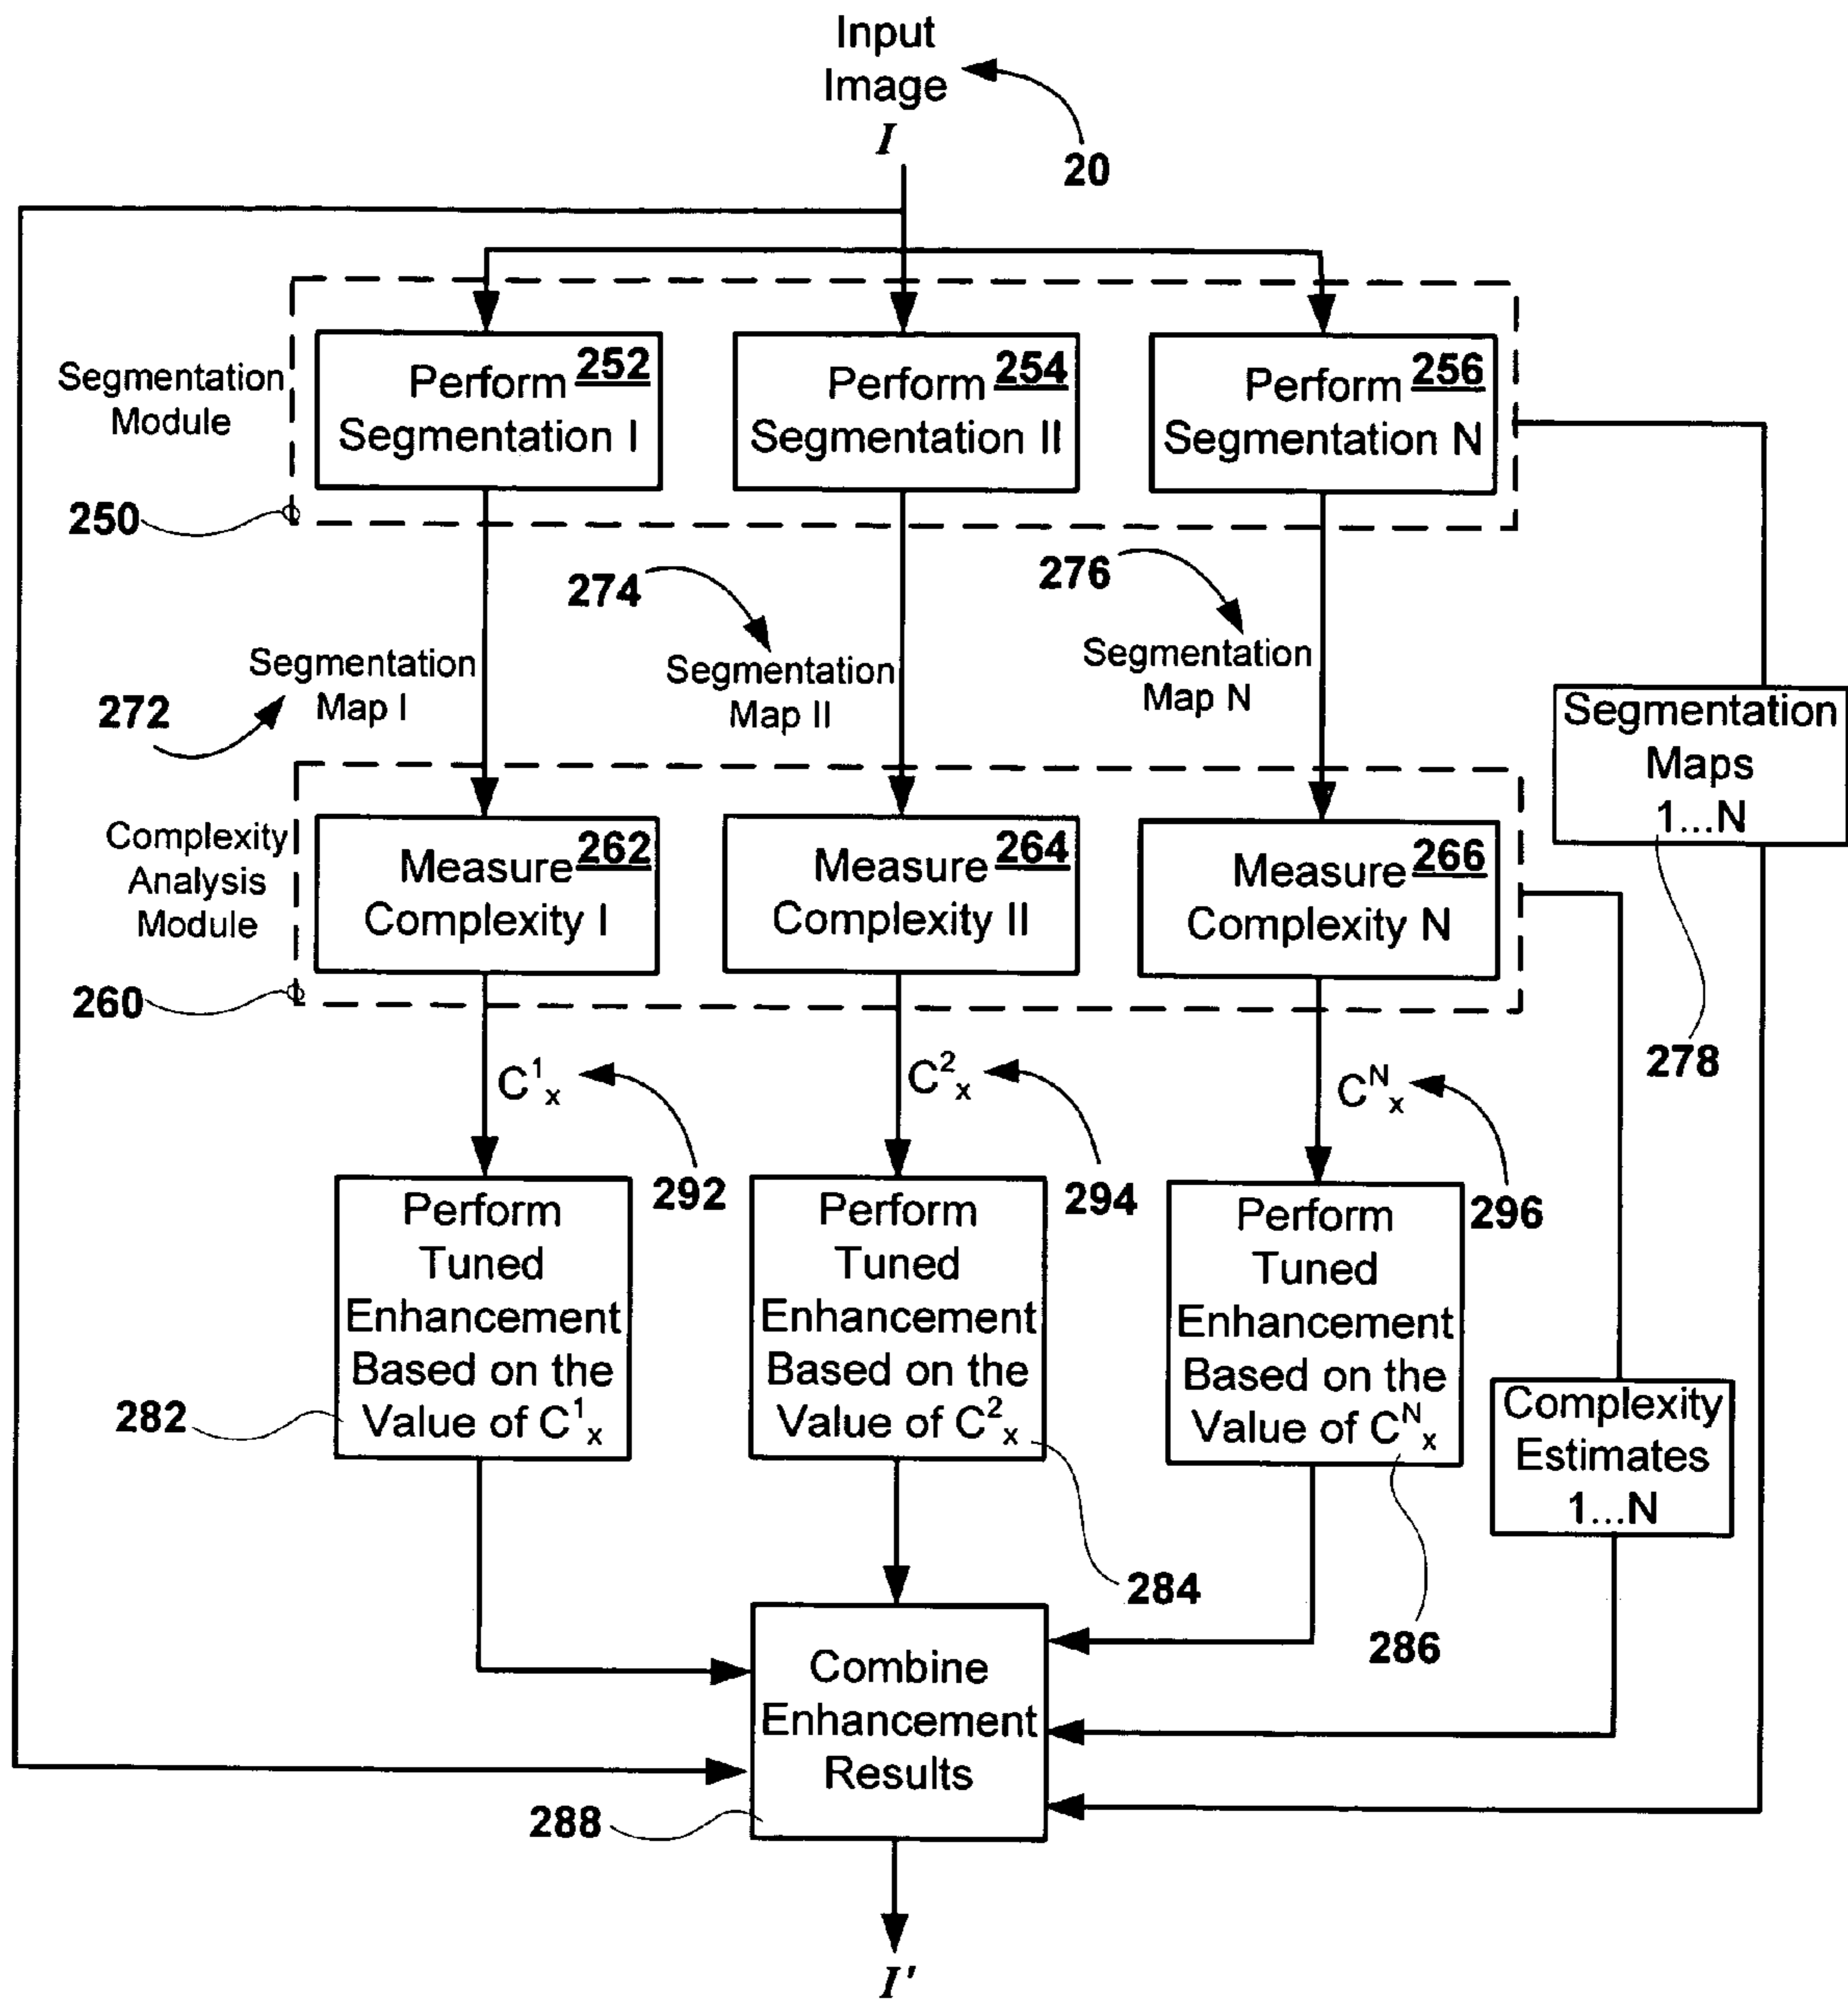 Input
Image
I
20
Segmentation
Module
250
Perform 252
Segmentation I
Perform 254
Segmentation II
Perform 256
Segmentation N
272
Segmentation
Map I
274
Segmentation
Map II
276
Segmentation
Map N
Segmentation
Maps
1...N
278
Complexity
Analysis
Module
260
Measure 262
Complexity I
Measure 264
Complexity II
Measure 266
Complexity N
C¹ₓ
292
C²ₓ
294
Cᴺₓ
296
Perform
Tuned
Enhancement
Based on the
Value of C¹ₓ
282
Perform
Tuned
Enhancement
Based on the
Value of C²ₓ
284
Perform
Tuned
Enhancement
Based on the
Value of Cᴺₓ
286
Complexity
Estimates
1...N
Combine
Enhancement
Results
288
I'